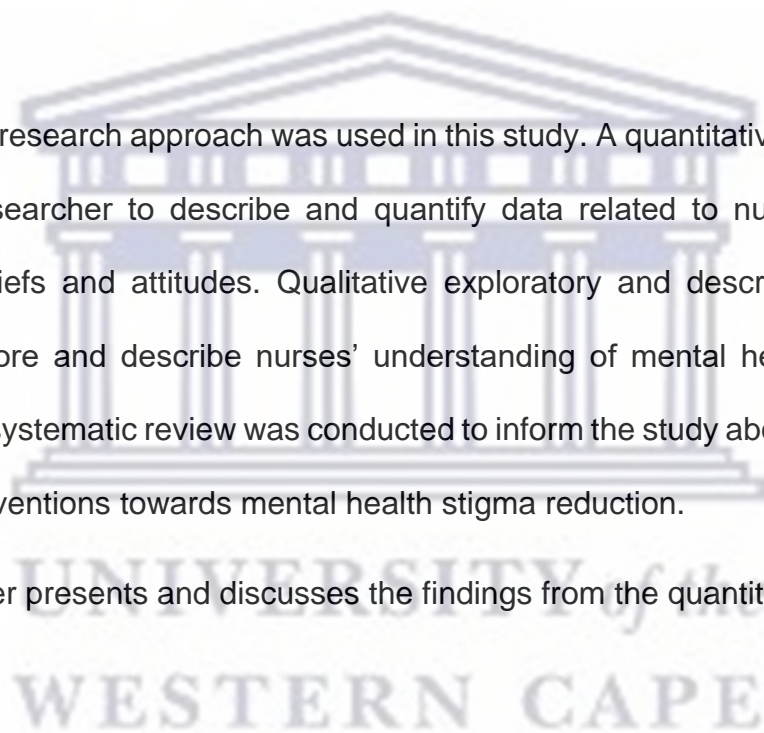 research approach was used in this study. A quantitativ
searcher to describe and quantify data related to nu
iefs and attitudes. Qualitative exploratory and descr
ore and describe nurses’ understanding of mental he
systematic review was conducted to inform the study abo
ventions towards mental health stigma reduction.
er presents and discusses the findings from the quantit
UNIVERSITY of the
WESTERN CAPE